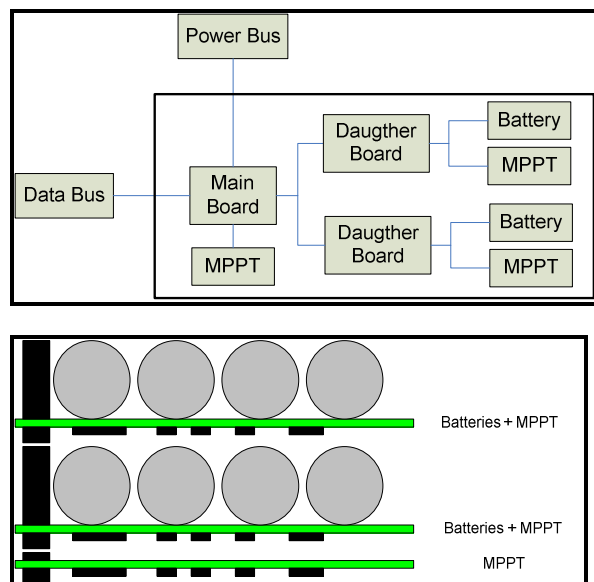 Power Bus
Data Bus
Main
Board
MPPT
Daugther
Board
Battery
MPPT
Daugther
Board
Battery
MPPT
Batteries + MPPT
Batteries + MPPT
MPPT